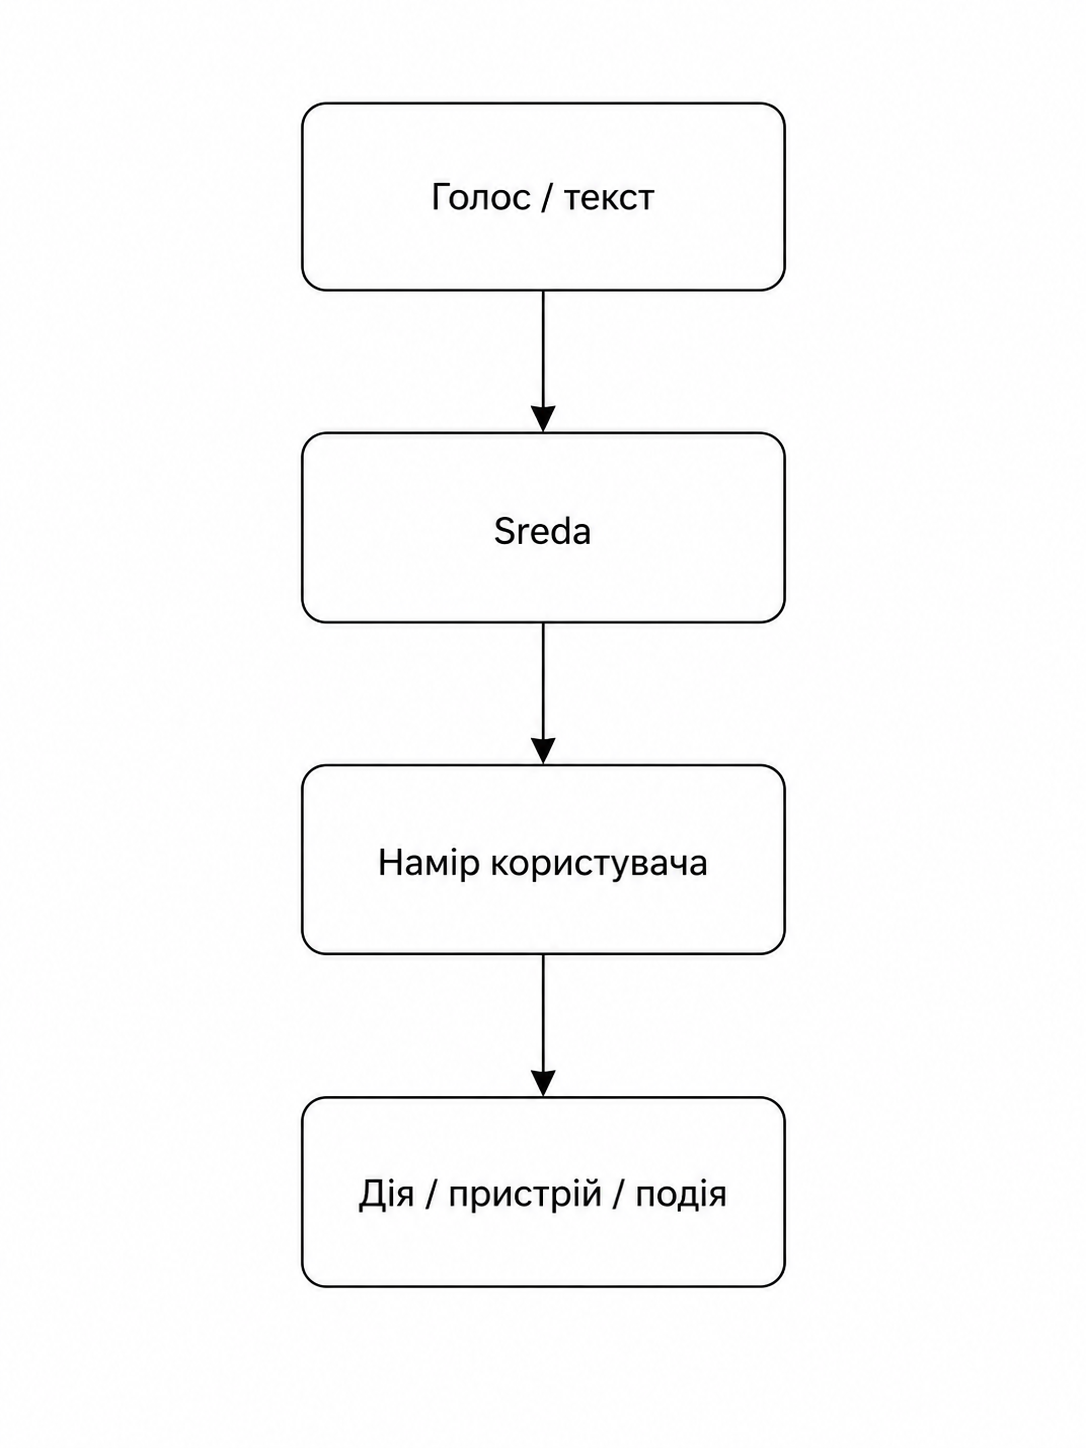 Голос / текст
Sreda
Намір користувача
Дія / пристрій / подія